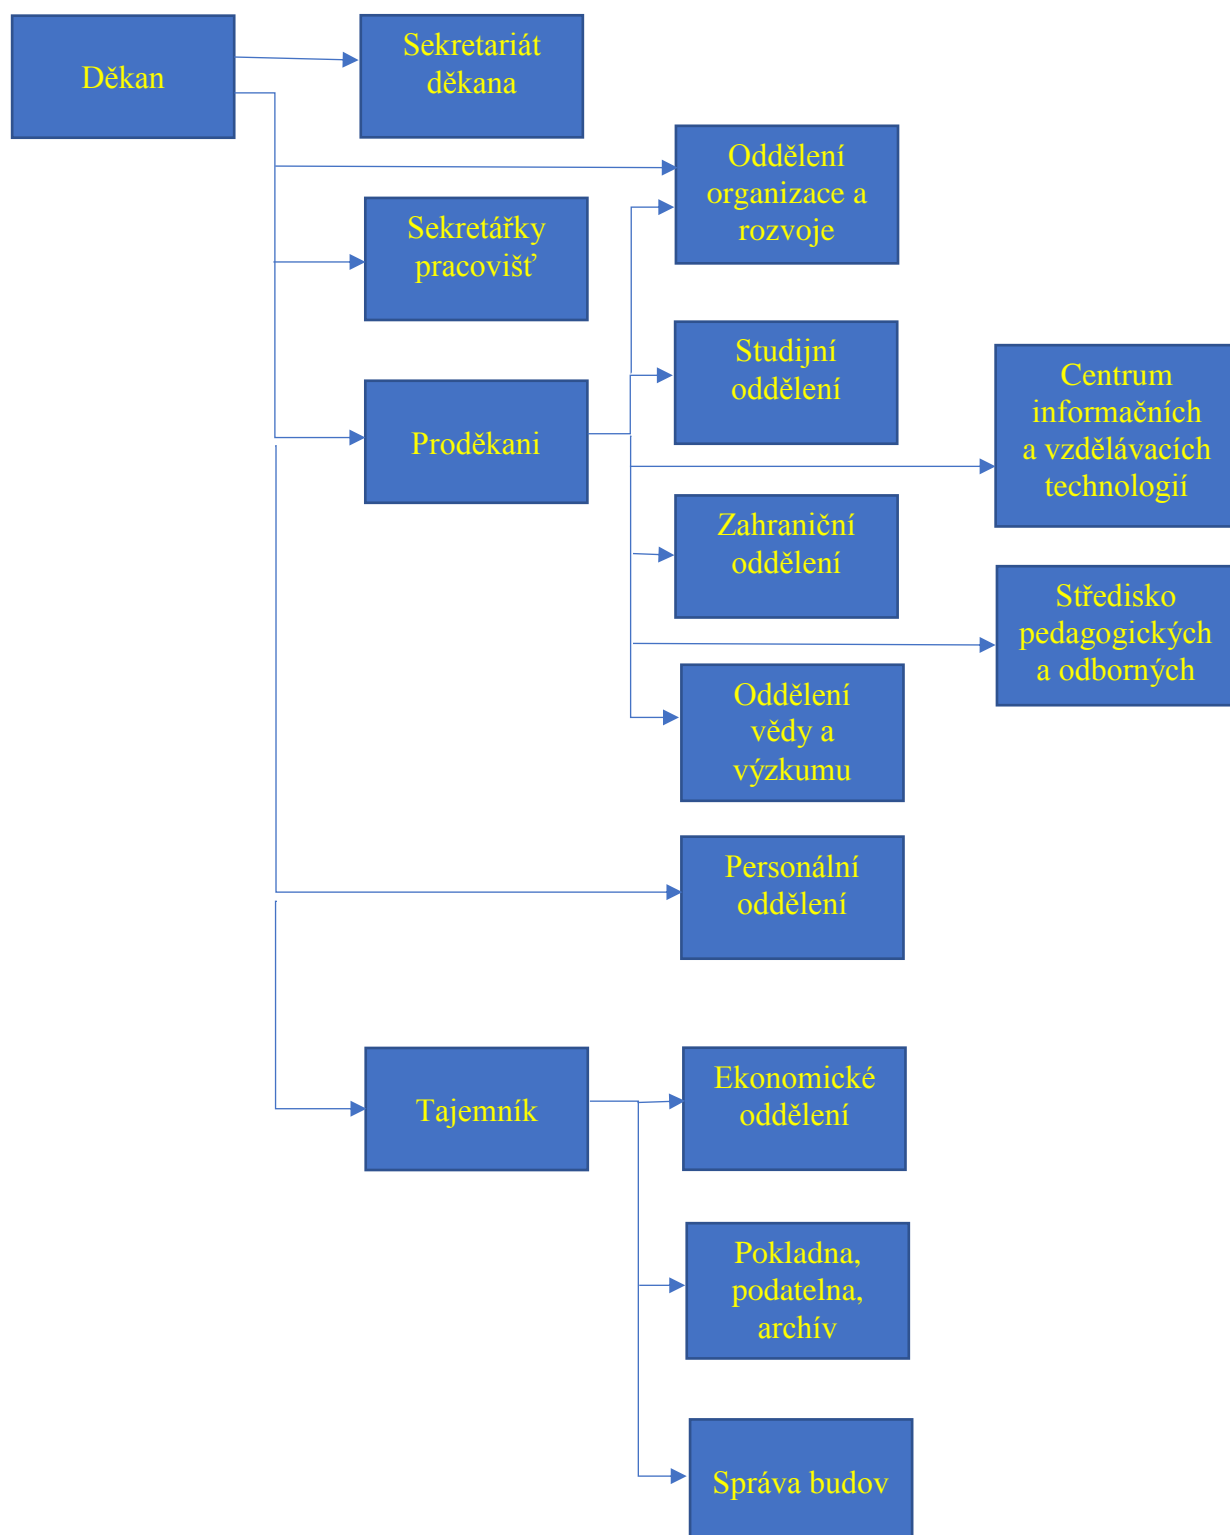 Děkan
Sekretariát
děkana
Oddělení
organizace a
rozvoje
Sekretářky
pracovišť
Studijní
oddělení
Centrum
informačních
a vzdělávacích
technologií
Proděkani
Zahraniční
oddělení
Středisko
pedagogických
a odborných
Oddělení
vědy a
výzkumu
Personální
oddělení
Tajemník
Ekonomické
oddělení
Pokladna,
podatelna,
archív
Správa budov